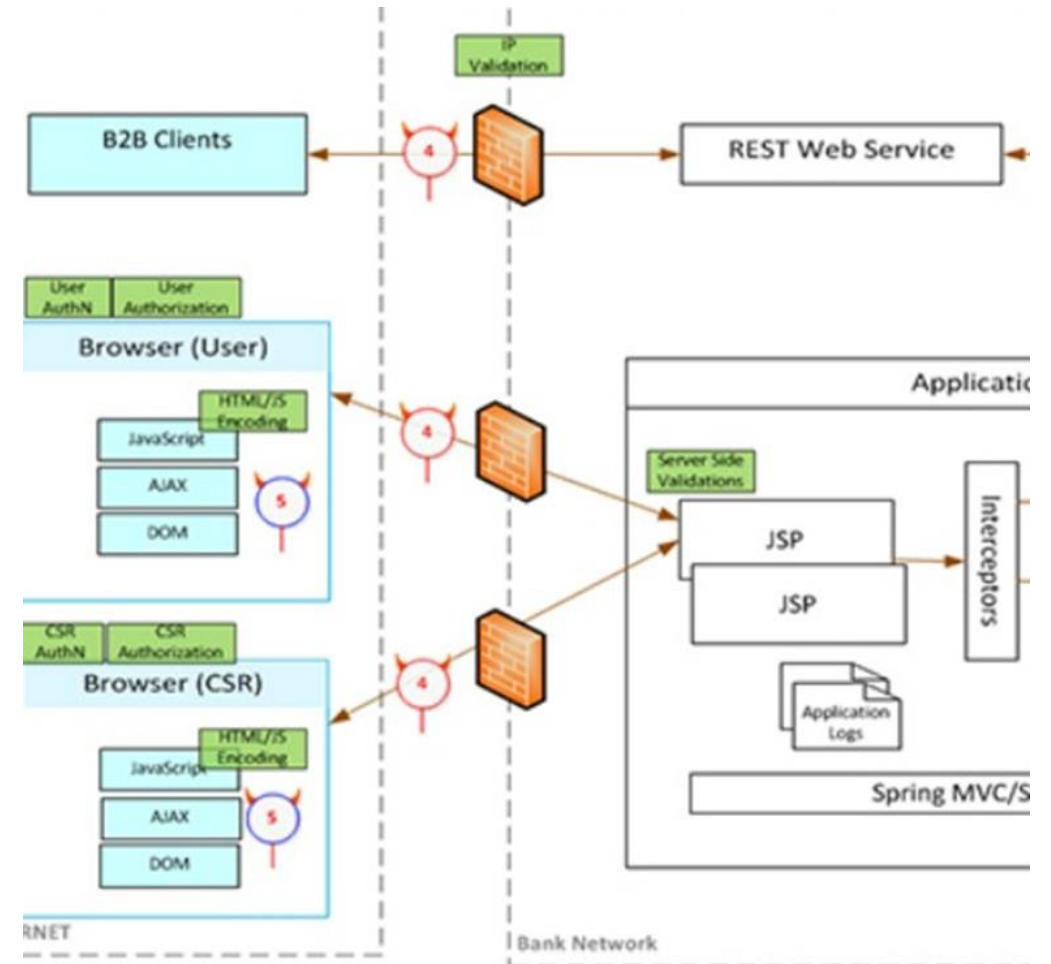 IP
Validation
B2B Clients
4
REST Web Service
User
AuthN
User
Authorization
Browser (User)
HTML/JS
Encoding
JavaScript
AJAX
DOM
5
4
Applicatio
Server Side
Validations
JSP
JSP
Interceptors
CSR
AuthN
CSR
Authorization
Browser (CSR)
HTML/JS
Encoding
JavaScript
AJAX
DOM
5
4
Application
Logs
Spring MVC/S
RNET
Bank Network